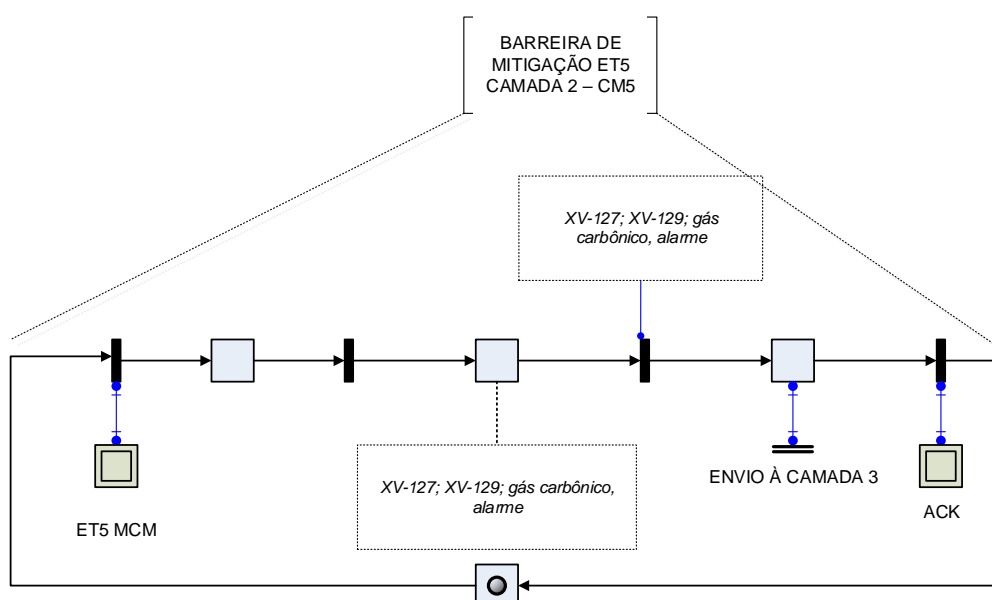 BARREIRA DE
MITIGAÇÃO ET5
CAMADA 2 – CM5
XV-127; XV-129; gás
carbônico, alarme
XV-127; XV-129; gás carbônico,
alarme
ET5 MCM
ENVIO À CAMADA 3
ACK